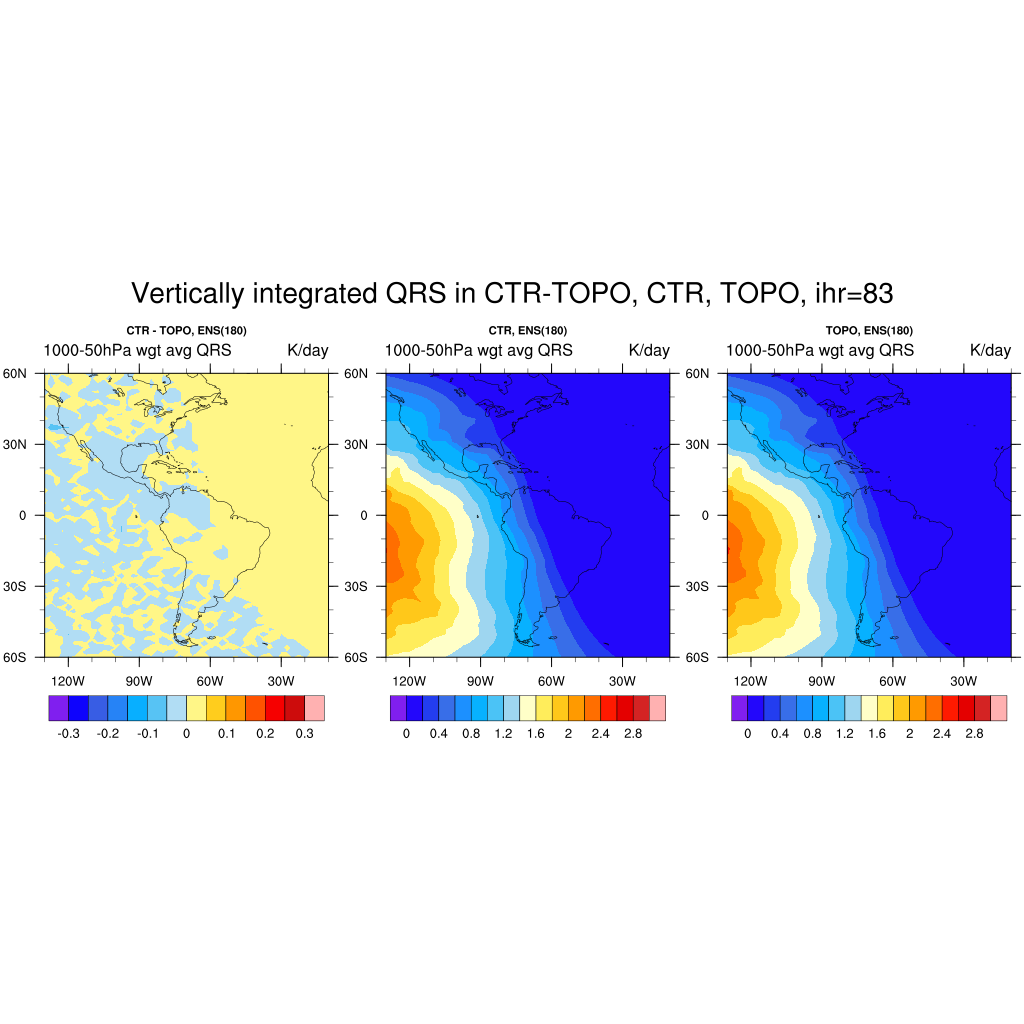 Vertically integrated QRS in CTR-TOPO, CTR, TOPO, ihr=83
CTR - TOPO, ENS(180)
1000-50hPa wgt avg QRS K/day
60N
30N
0
30S
60S
120W 90W 60W 30W
-0.3 -0.2 -0.1 0 0.1 0.2 0.3
CTR, ENS(180)
1000-50hPa wgt avg QRS K/day
60N
30N
0
30S
60S
120W 90W 60W 30W
0 0.4 0.8 1.2 1.6 2 2.4 2.8
TOPO, ENS(180)
1000-50hPa wgt avg QRS K/day
60N
30N
0
30S
60S
120W 90W 60W 30W
0 0.4 0.8 1.2 1.6 2 2.4 2.8